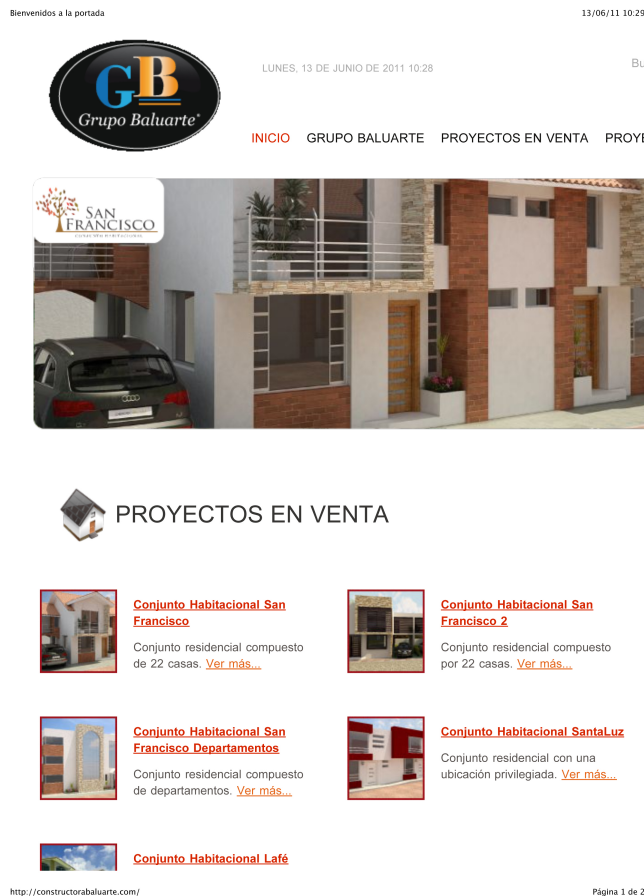 Bienvenidos a la portada
13/06/11 10:29
GB
Grupo Baluarte
LUNES, 13 DE JUNIO DE 2011 10:28
Bu
INICIO GRUPO BALUARTE PROYECTOS EN VENTA PROYE
SAN
FRANCISCO
PROYECTOS EN VENTA
Conjunto Habitacional San
Francisco
Conjunto residencial compuesto
de 22 casas. Ver más...
Conjunto Habitacional San
Francisco 2
Conjunto residencial compuesto
por 22 casas. Ver más...
Conjunto Habitacional San
Francisco Departamentos
Conjunto residencial compuesto
de departamentos. Ver más...
Conjunto Habitacional SantaLuz
Conjunto residencial con una
ubicación privilegiada. Ver más...
Conjunto Habitacional Lafé
http://constructorabaluarte.com/
Página 1 de 2